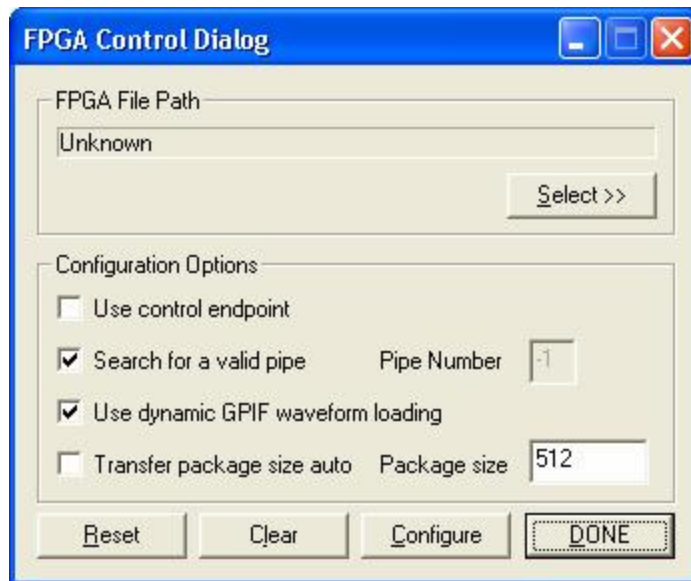 FPGA Control Dialog
FPGA File Path
Unknown
Select >>
Configuration Options
Use control endpoint
Search for a valid pipe Pipe Number -1
Use dynamic GPIF waveform loading
Transfer package size auto Package size 512
Reset Clear Configure DONE